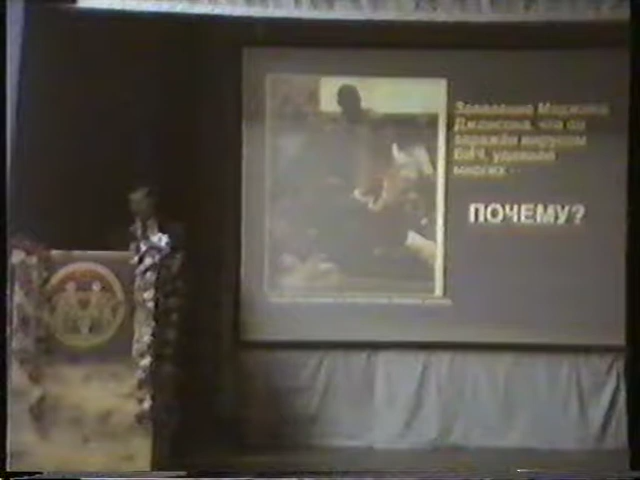 Заявление Мэджика
Джонсона, что он
заражён вирусом
ВИЧ, удивило
многих -
ПОЧЕМУ?